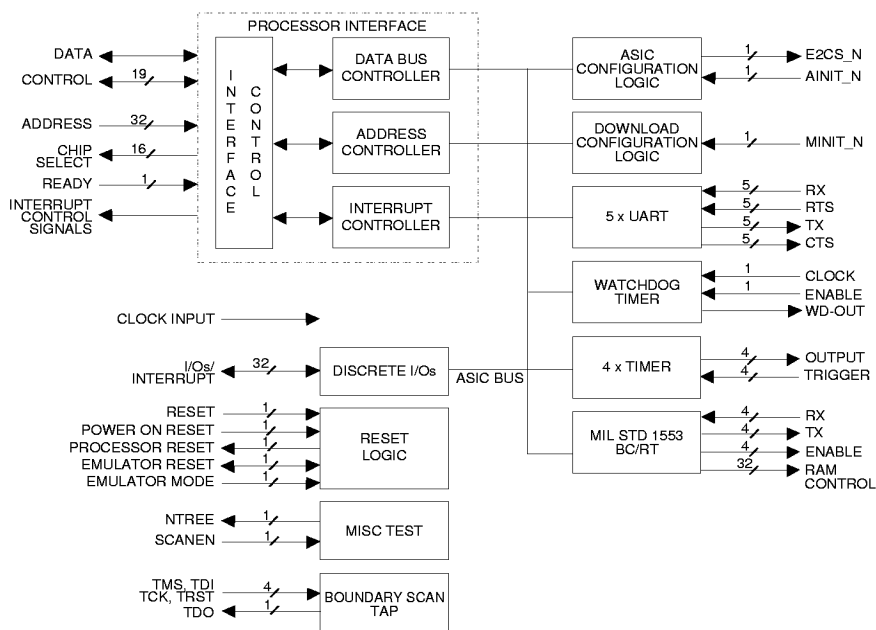 PROCESSOR INTERFACE
DATA
CONTROL
19
ADDRESS
32
CHIP
SELECT
16
READY
1
INTERRUPT
CONTROL
SIGNALS
INTERFACE
CONTROL
DATA BUS
CONTROLLER
ADDRESS
CONTROLLER
INTERRUPT
CONTROLLER
ASIC
CONFIGURATION
LOGIC
1
E2CS_N
1
AINIT_N
DOWNLOAD
CONFIGURATION
LOGIC
1
MINIT_N
5 x UART
5
RX
5
RTS
5
TX
5
CTS
WATCHDOG
TIMER
1
CLOCK
1
ENABLE
WD-OUT
CLOCK INPUT
I/Os/
INTERRUPT
32
DISCRETE I/Os
ASIC BUS
4 x TIMER
4
OUTPUT
4
TRIGGER
RESET
1
POWER ON RESET
1
PROCESSOR RESET
1
EMULATOR RESET
1
EMULATOR MODE
1
RESET
LOGIC
MIL STD 1553
BC/RT
4
RX
4
TX
4
ENABLE
32
RAM
CONTROL
NTREE
1
SCANEN
1
MISC TEST
TMS, TDI
TCK, TRST
4
TDO
1
BOUNDARY SCAN
TAP